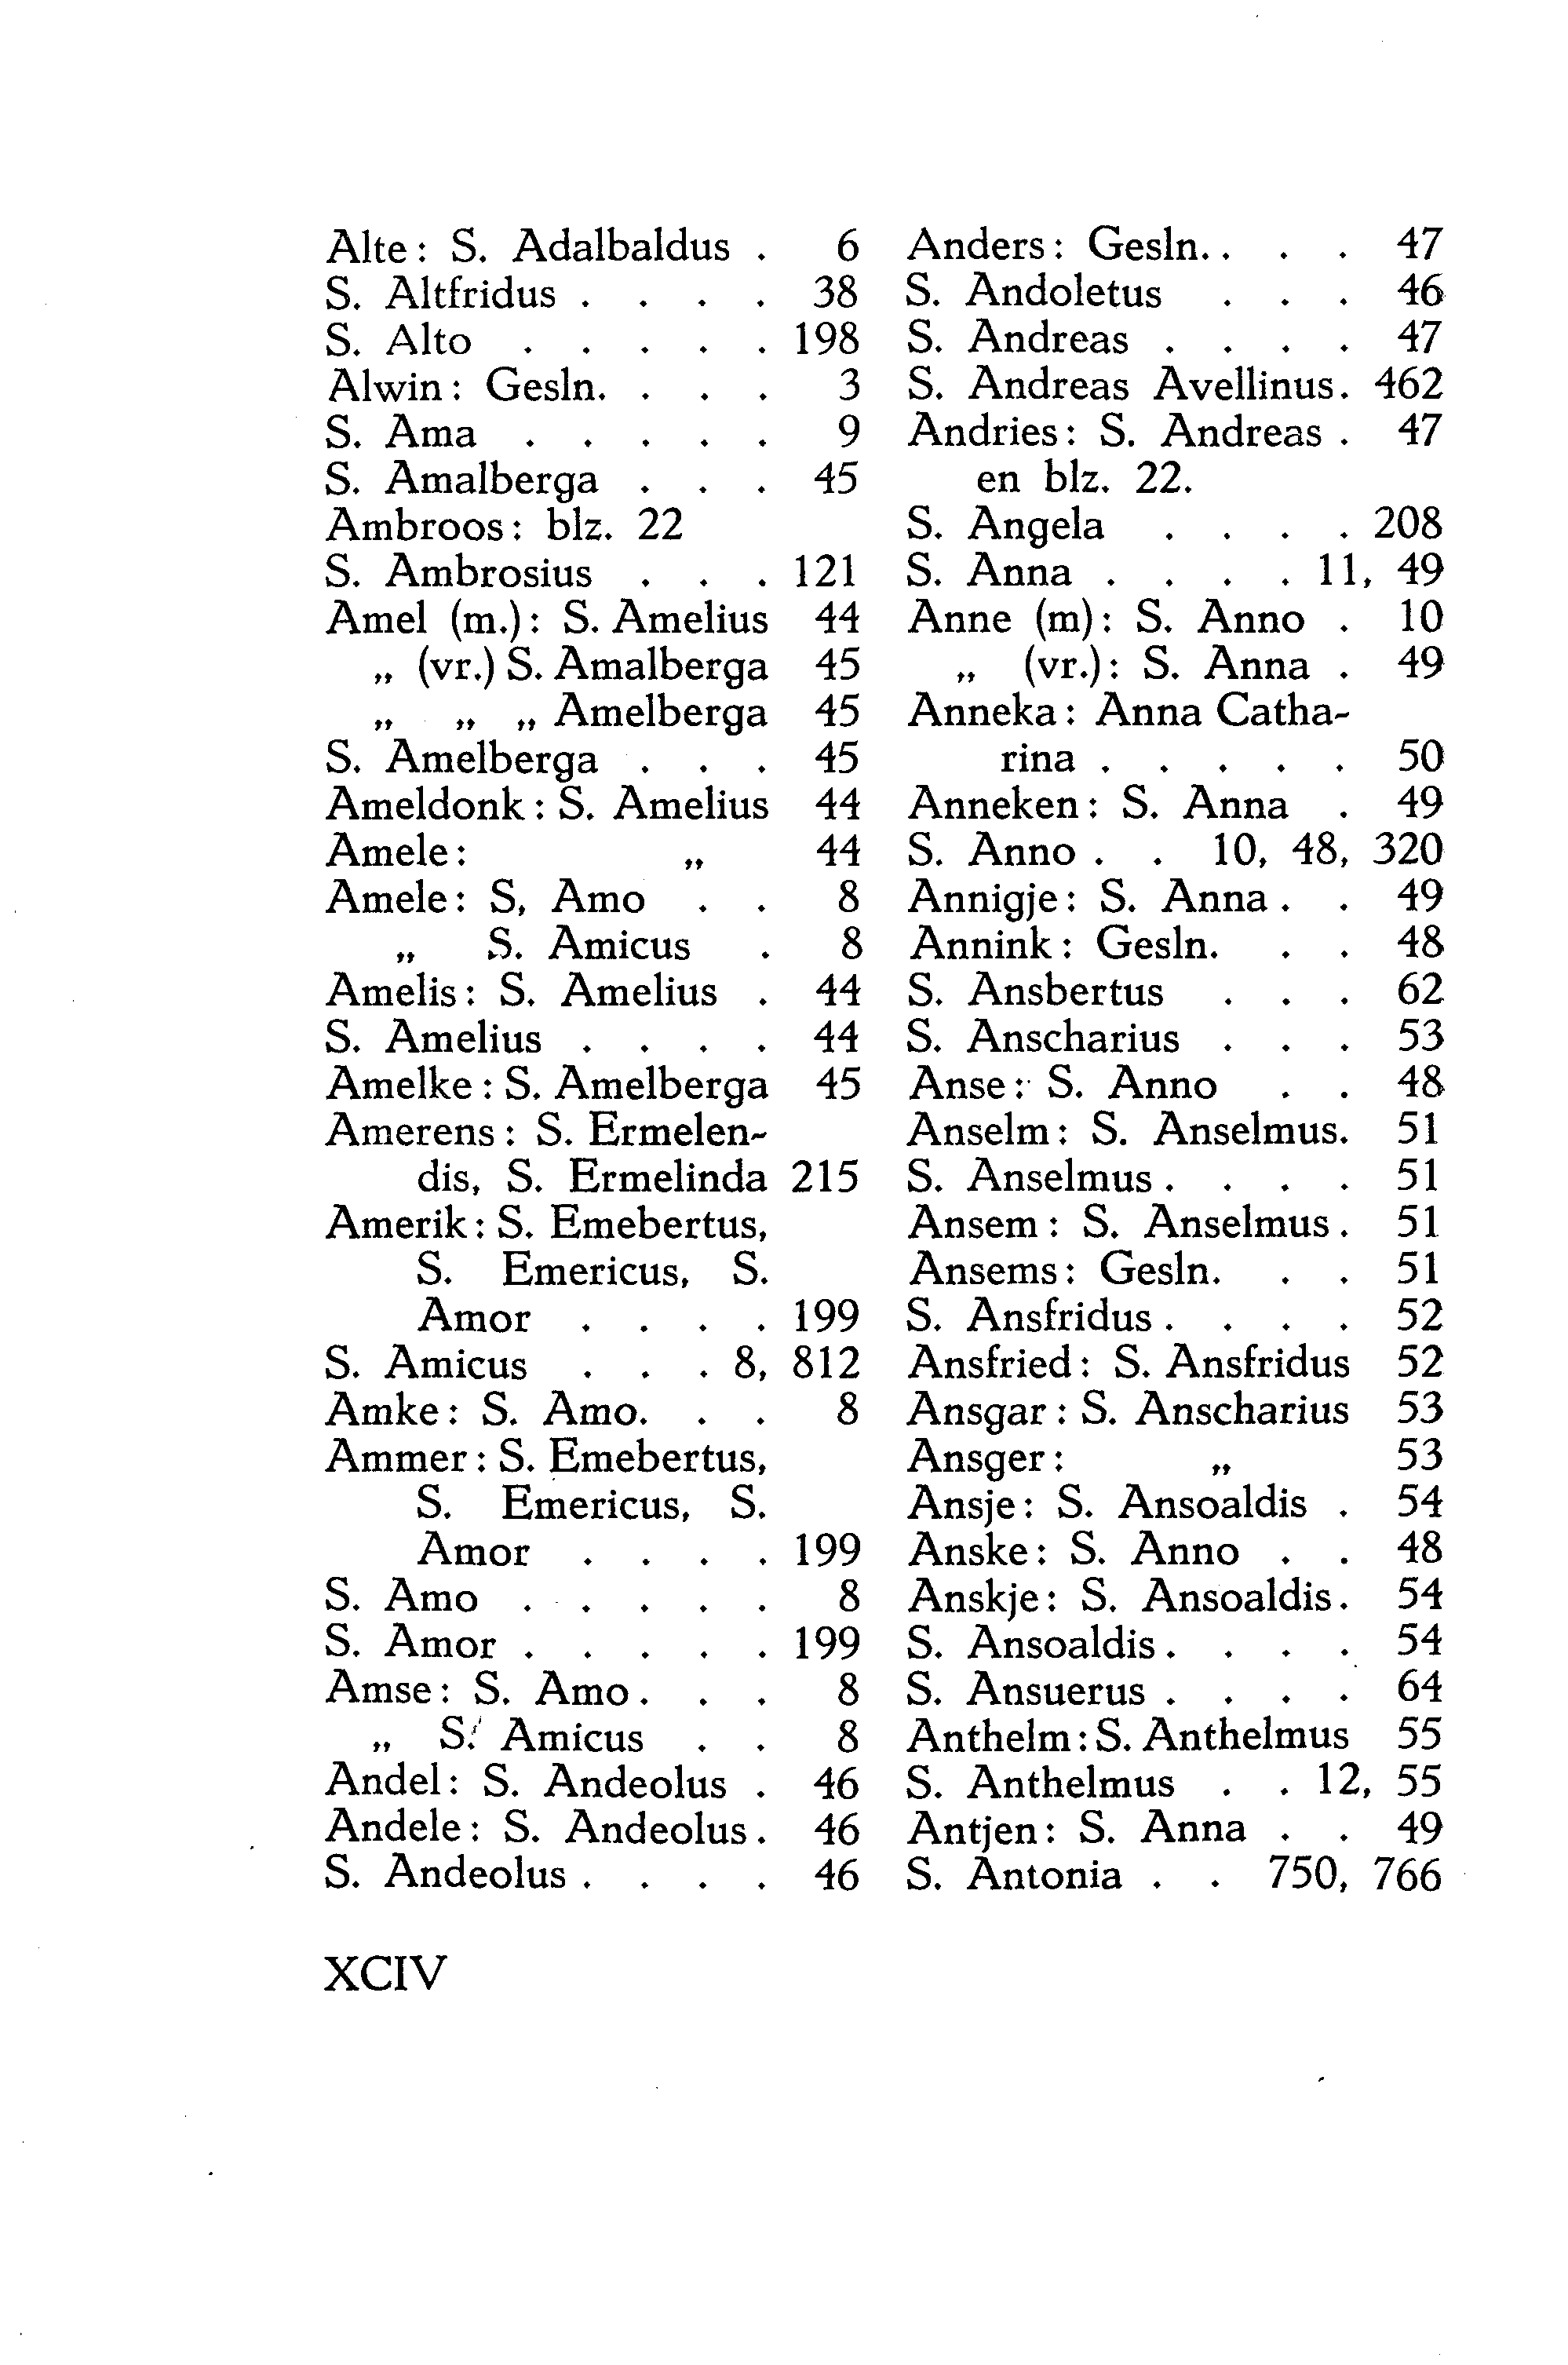 Alte: S. Adalbaldus . 6
S. Altfridus . . . . 38
S. Alto . . . . . 198
Alwin: Gesln. . . . 3
S. Ama . . . . . 9
S. Amalberga . . . 45
Ambroos: blz. 22
S. Ambrosius . . . 121
Amel (m.): S. Amelius 44
„ (vr.) S. Amalberga 45
„ „ „ Amelberga 45
S. Amelberga . . . 45
Ameldonk: S. Amelius 44
Amele: „ 44
Amele: S, Amo . . 8
„ S. Amicus . 8
Amelis: S. Amelius . 44
S. Amelius . . . . 44
Amelke: S. Amelberga 45
Amerens: S. Ermelen-
dis, S. Ermelinda 215
Amerik: S. Emebertus,
S. Emericus, S.
Amor . . . . 199
S. Amicus . . . 8, 812
Amke: S. Amo. . . 8
Ammer: S. Emebertus,
S. Emericus, S.
Amor . . . . 199
S. Amo . . . . . 8
S. Amor . . . . . 199
Amse: S. Amo . . . 8
„ S. Amicus . . 8
Andel: S. Andeolus . 46
Andele: S. Andeolus . 46
S. Andeolus . . . . 46
Anders: Gesln. . . . 47
S. Andoletus . . . 46
S. Andreas . . . . 47
S. Andreas Avellinus. 462
Andries: S. Andreas . 47
en blz. 22.
S. Angela . . . . 208
S. Anna . . . . 11, 49
Anne (m): S. Anno . 10
„ (vr.): S. Anna . 49
Anneka: Anna Catha-
rina . . . . . 50
Anneken: S. Anna . 49
S. Anno . . 10, 48, 320
Annigje: S. Anna . . 49
Annink: Gesln. . . 48
S. Ansbertus . . . 62
S. Anscharius . . . 53
Anse: S. Anno . . 48
Anselm: S. Anselmus. 51
S. Anselmus . . . . 51
Ansem: S. Anselmus . 51
Ansems: Gesln. . . 51
S. Ansfridus . . . . 52
Ansfried: S. Ansfridus 52
Ansgar: S. Anscharius 53
Ansger: „ 53
Ansje: S. Ansoaldis . 54
Anske: S. Anno . . 48
Anskje: S. Ansoaldis. 54
S. Ansoaldis . . . . 54
S. Ansuerus . . . . 64
Anthelm: S. Anthelmus 55
S. Anthelmus . . 12, 55
Antjen: S. Anna . . 49
S. Antonia . . 750, 766
XCIV